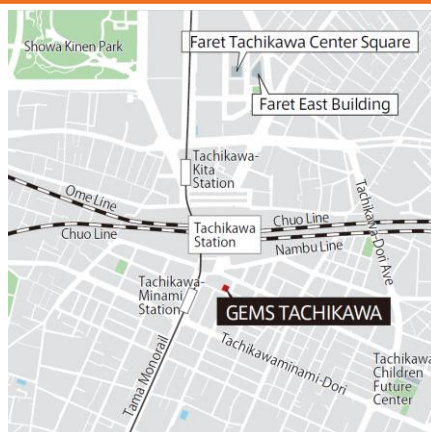 Showa Kinen Park
Faret Tachikawa Center Square
Faret East Building
Tachikawa-
Kita
Station
Tachikawa-Dori Ave
Ome Line
Chuo Line
Tachikawa
Station
Chuo Line
Nambu Line
Tachikawa-
Minami
Station
GEMS TACHIKAWA
Tachikawaminami-Dori
Tama Monorail
Tachikawa
Children
Future
Center